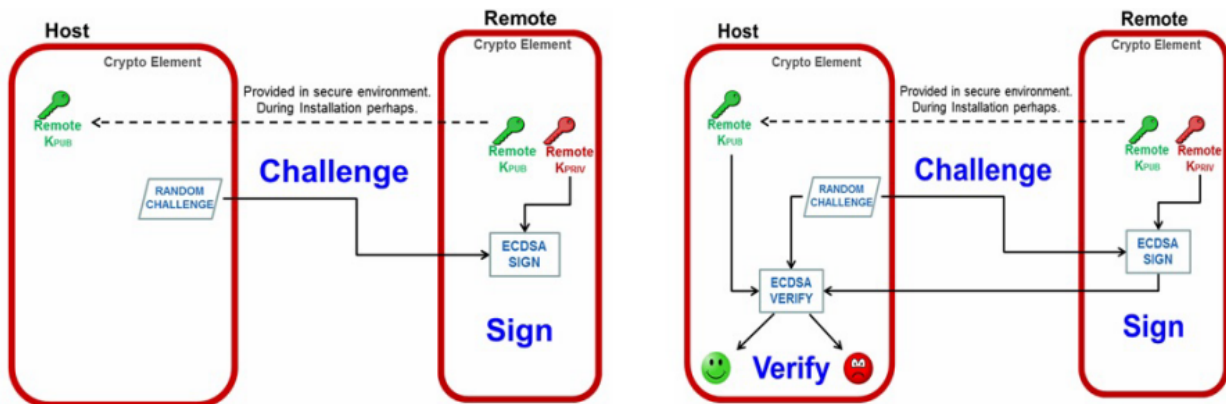 Host
Remote
Crypto Element
Crypto Element
Provided in secure environment.
During Installation perhaps.
Remote
KPUB
Remote
KPUB
Remote
KPRIV
Challenge
RANDOM
CHALLENGE
ECDSA
SIGN
Sign
Host
Remote
Crypto Element
Crypto Element
Provided in secure environment.
During Installation perhaps.
Remote
KPUB
Remote
KPUB
Remote
KPRIV
Challenge
RANDOM
CHALLENGE
ECDSA
SIGN
ECDSA
VERIFY
Sign
Verify